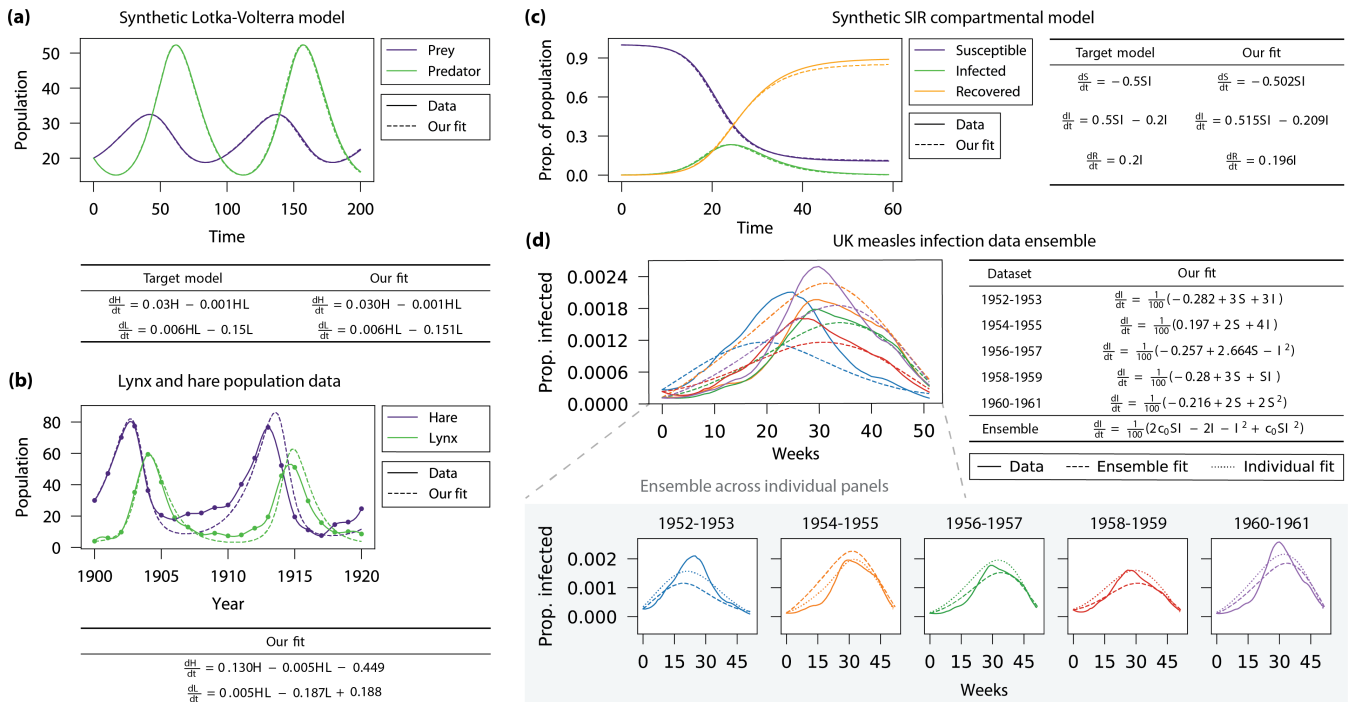 (a) Synthetic Lotka-Volterra model
Population
50
40
30
20
0 50 100 150 200
Time
Prey
Predator
Data
Our fit
Target model Our fit
dH/dt = 0.03H − 0.001HL dH/dt = 0.030H − 0.001HL
dL/dt = 0.006HL − 0.15L dL/dt = 0.006HL − 0.151L
(b) Lynx and hare population data
Population
80
60
40
20
0
1900 1905 1910 1915 1920
Year
Hare
Lynx
Data
Our fit
Our fit
dH/dt = 0.130H − 0.005HL − 0.449
dL/dt = 0.005HL − 0.187L + 0.188
(c) Synthetic SIR compartmental model
Prop. of population
0.9
0.6
0.3
0.0
0 20 40 60
Time
Susceptible
Infected
Recovered
Data
Our fit
Target model Our fit
dS/dt = −0.5SI dS/dt = −0.502SI
dI/dt = 0.5SI − 0.2I dI/dt = 0.515SI − 0.209I
dR/dt = 0.2I dR/dt = 0.196I
(d) UK measles infection data ensemble
Prop. infected
0.0024
0.0018
0.0012
0.0006
0.0000
0 10 20 30 40 50
Weeks
Dataset Our fit
1952-1953 dI/dt = 1/100(−0.282 + 3S + 3I)
1954-1955 dI/dt = 1/100(0.197 + 2S + 4I)
1956-1957 dI/dt = 1/100(−0.257 + 2.664S − I²)
1958-1959 dI/dt = 1/100(−0.28 + 3S + SI)
1960-1961 dI/dt = 1/100(−0.216 + 2S + 2S²)
Ensemble dI/dt = 1/100(2c₀SI − 2I − I² + c₀SI²)
Data Ensemble fit Individual fit
Ensemble across individual panels
Prop. infected
0.002
0.001
0.000
1952-1953 1954-1955 1956-1957 1958-1959 1960-1961
0 15 30 45 0 15 30 45 0 15 30 45 0 15 30 45 0 15 30 45
Weeks